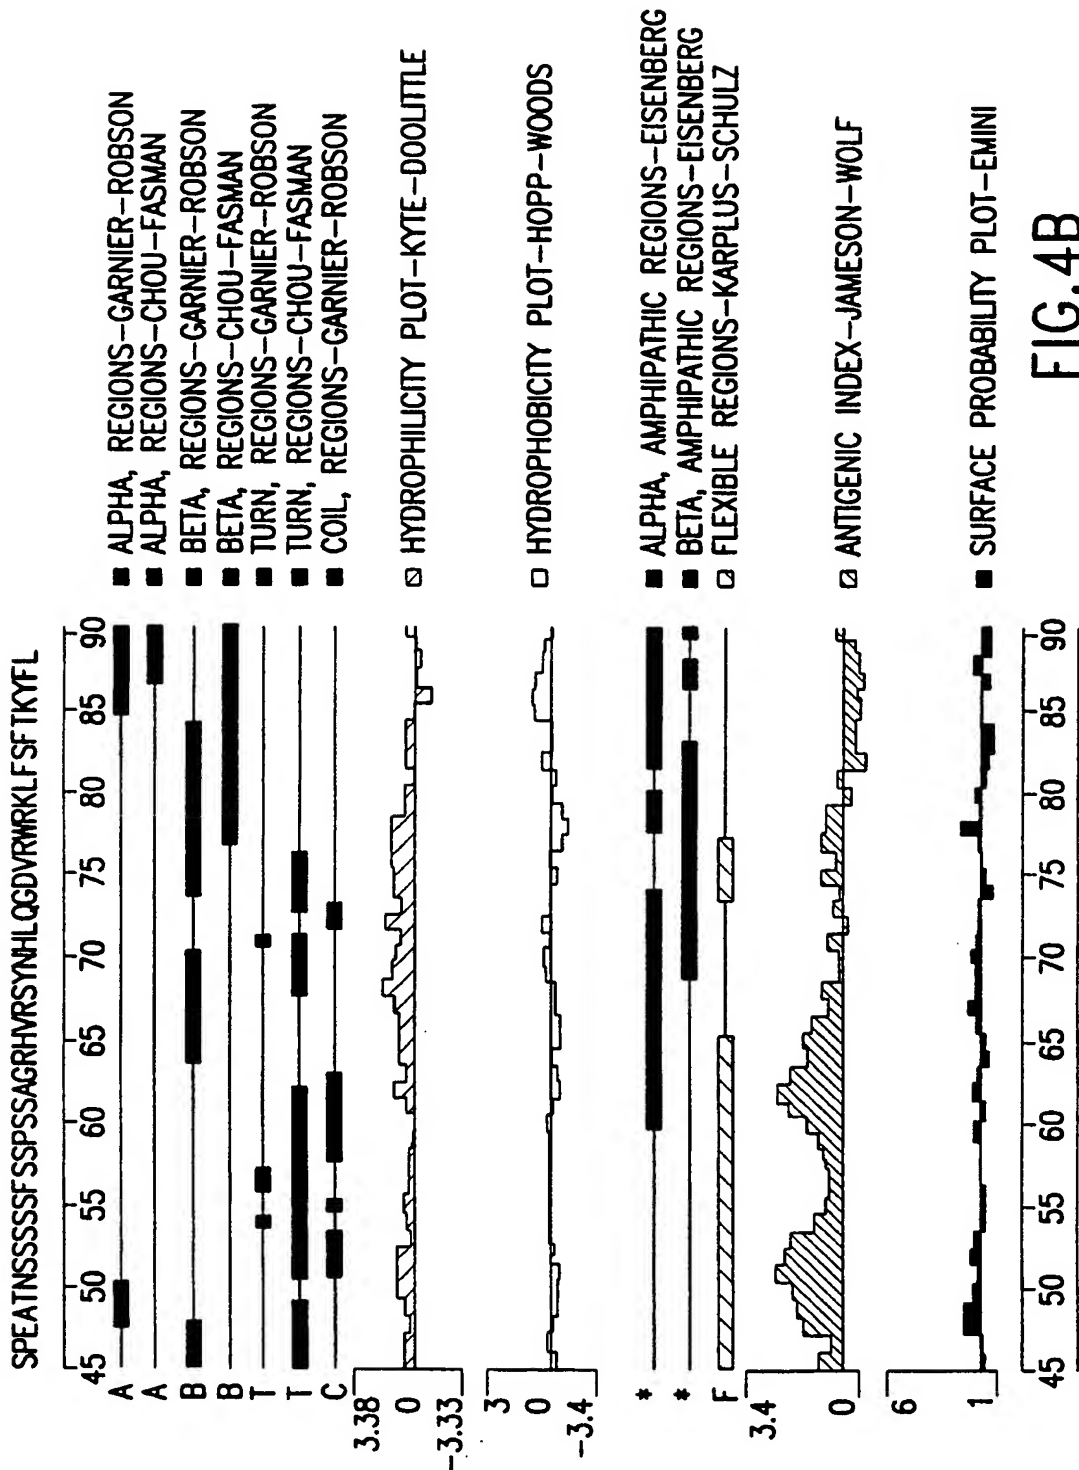 SPEATNSSSSSFSSPSSAGRHVRSYNHLQGDVRWRKLFSFTKYFL
45 50 55 60 65 70 75 80 85 90
A ALPHA, REGIONS-GARNIER-ROBSON
A ALPHA, REGIONS-CHOU-FASMAN
B BETA, REGIONS-GARNIER-ROBSON
B BETA, REGIONS-CHOU-FASMAN
T TURN, REGIONS-GARNIER-ROBSON
T TURN, REGIONS-CHOU-FASMAN
C COIL, REGIONS-GARNIER-ROBSON
3.38
0 HYDROPHILICITY PLOT-KYTE-DOOLITTLE
-3.33
3
0 HYDROPHOBICITY PLOT-HOPP-WOODS
-3.4
* ALPHA, AMPHIPATHIC REGIONS-EISENBERG
* BETA, AMPHIPATHIC REGIONS-EISENBERG
F FLEXIBLE REGIONS-KARPLUS-SCHULZ
3.4
0 ANTIGENIC INDEX-JAMESON-WOLF
6
1 SURFACE PROBABILITY PLOT-EMINI
45 50 55 60 65 70 75 80 85 90
FIG.4B